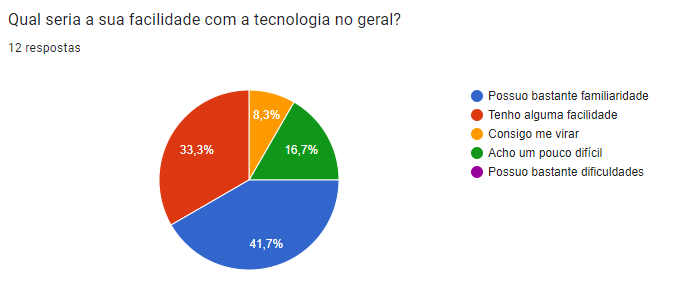 Qual seria a sua facilidade com a tecnologia no geral?
12 respostas
8,3%
33,3%
16,7%
41,7%
Possuo bastante familiaridade
Tenho alguma facilidade
Consigo me virar
Acho um pouco difícil
Possuo bastante dificuldades